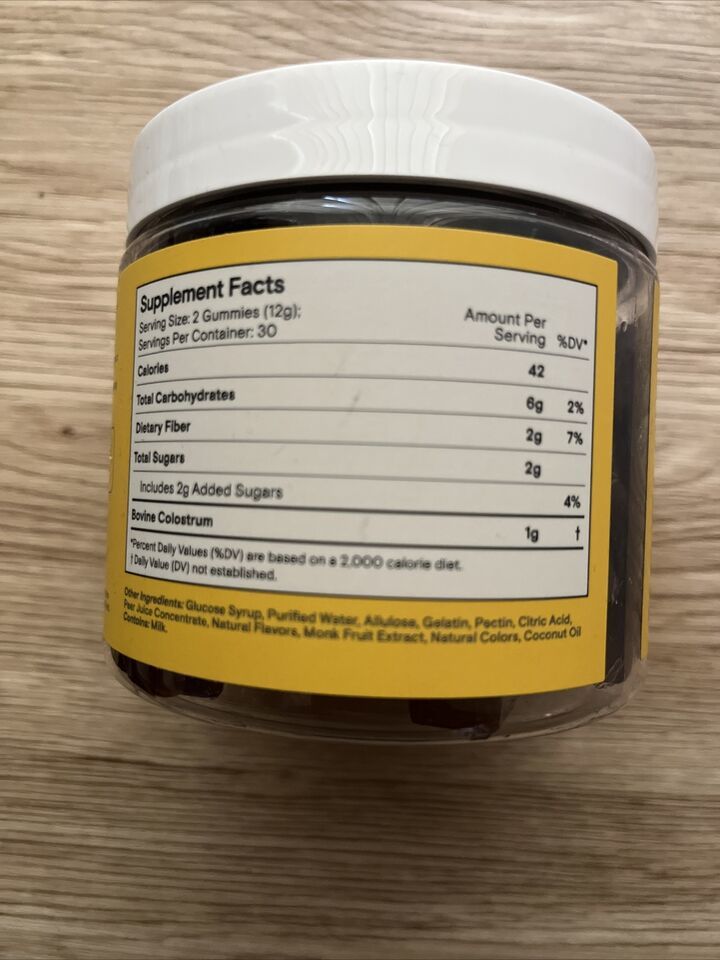 Supplement Facts
Serving Size: 2 Gummies (12g);
Servings Per Container: 30
Amount Per
Serving %DV*
Calories 42
Total Carbohydrates 6g 2%
Dietary Fiber 2g 7%
Total Sugars 2g
Includes 2g Added Sugars 4%
Bovine Colostrum 1g †
*Percent Daily Values (%DV) are based on a 2,000 calorie diet.
† Daily Value (DV) not established.
Other Ingredients: Glucose Syrup, Purified Water, Allulose, Gelatin, Pectin, Citric Acid,
Pear Juice Concentrate, Natural Flavors, Monk Fruit Extract, Natural Colors, Coconut Oil
Contains: Milk.